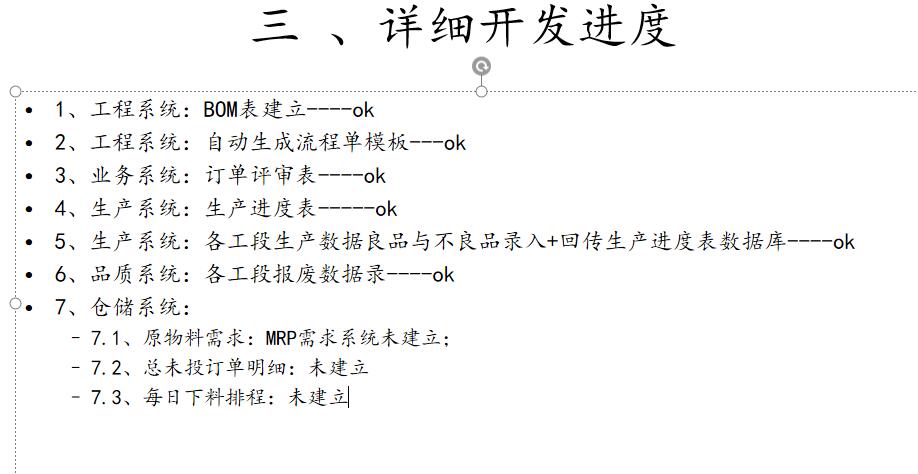 三 、详细开发进度
• 1、工程系统：BOM表建立----ok
• 2、工程系统：自动生成流程单模板---ok
• 3、业务系统：订单评审表----ok
• 4、生产系统：生产进度表-----ok
• 5、生产系统：各工段生产数据良品与不良品录入+回传生产进度表数据库----ok
• 6、品质系统：各工段报废数据录----ok
• 7、仓储系统：
– 7.1、原物料需求：MRP需求系统未建立；
– 7.2、总未投订单明细：未建立
– 7.3、每日下料排程：未建立